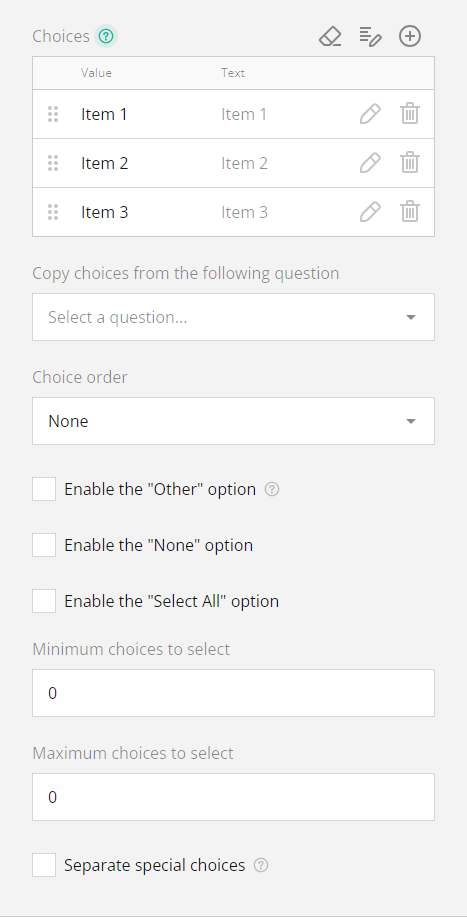 Choices ?
Value Text
Item 1 Item 1
Item 2 Item 2
Item 3 Item 3
Copy choices from the following question
Select a question...
Choice order
None
Enable the "Other" option ?
Enable the "None" option
Enable the "Select All" option
Minimum choices to select
0
Maximum choices to select
0
Separate special choices ?